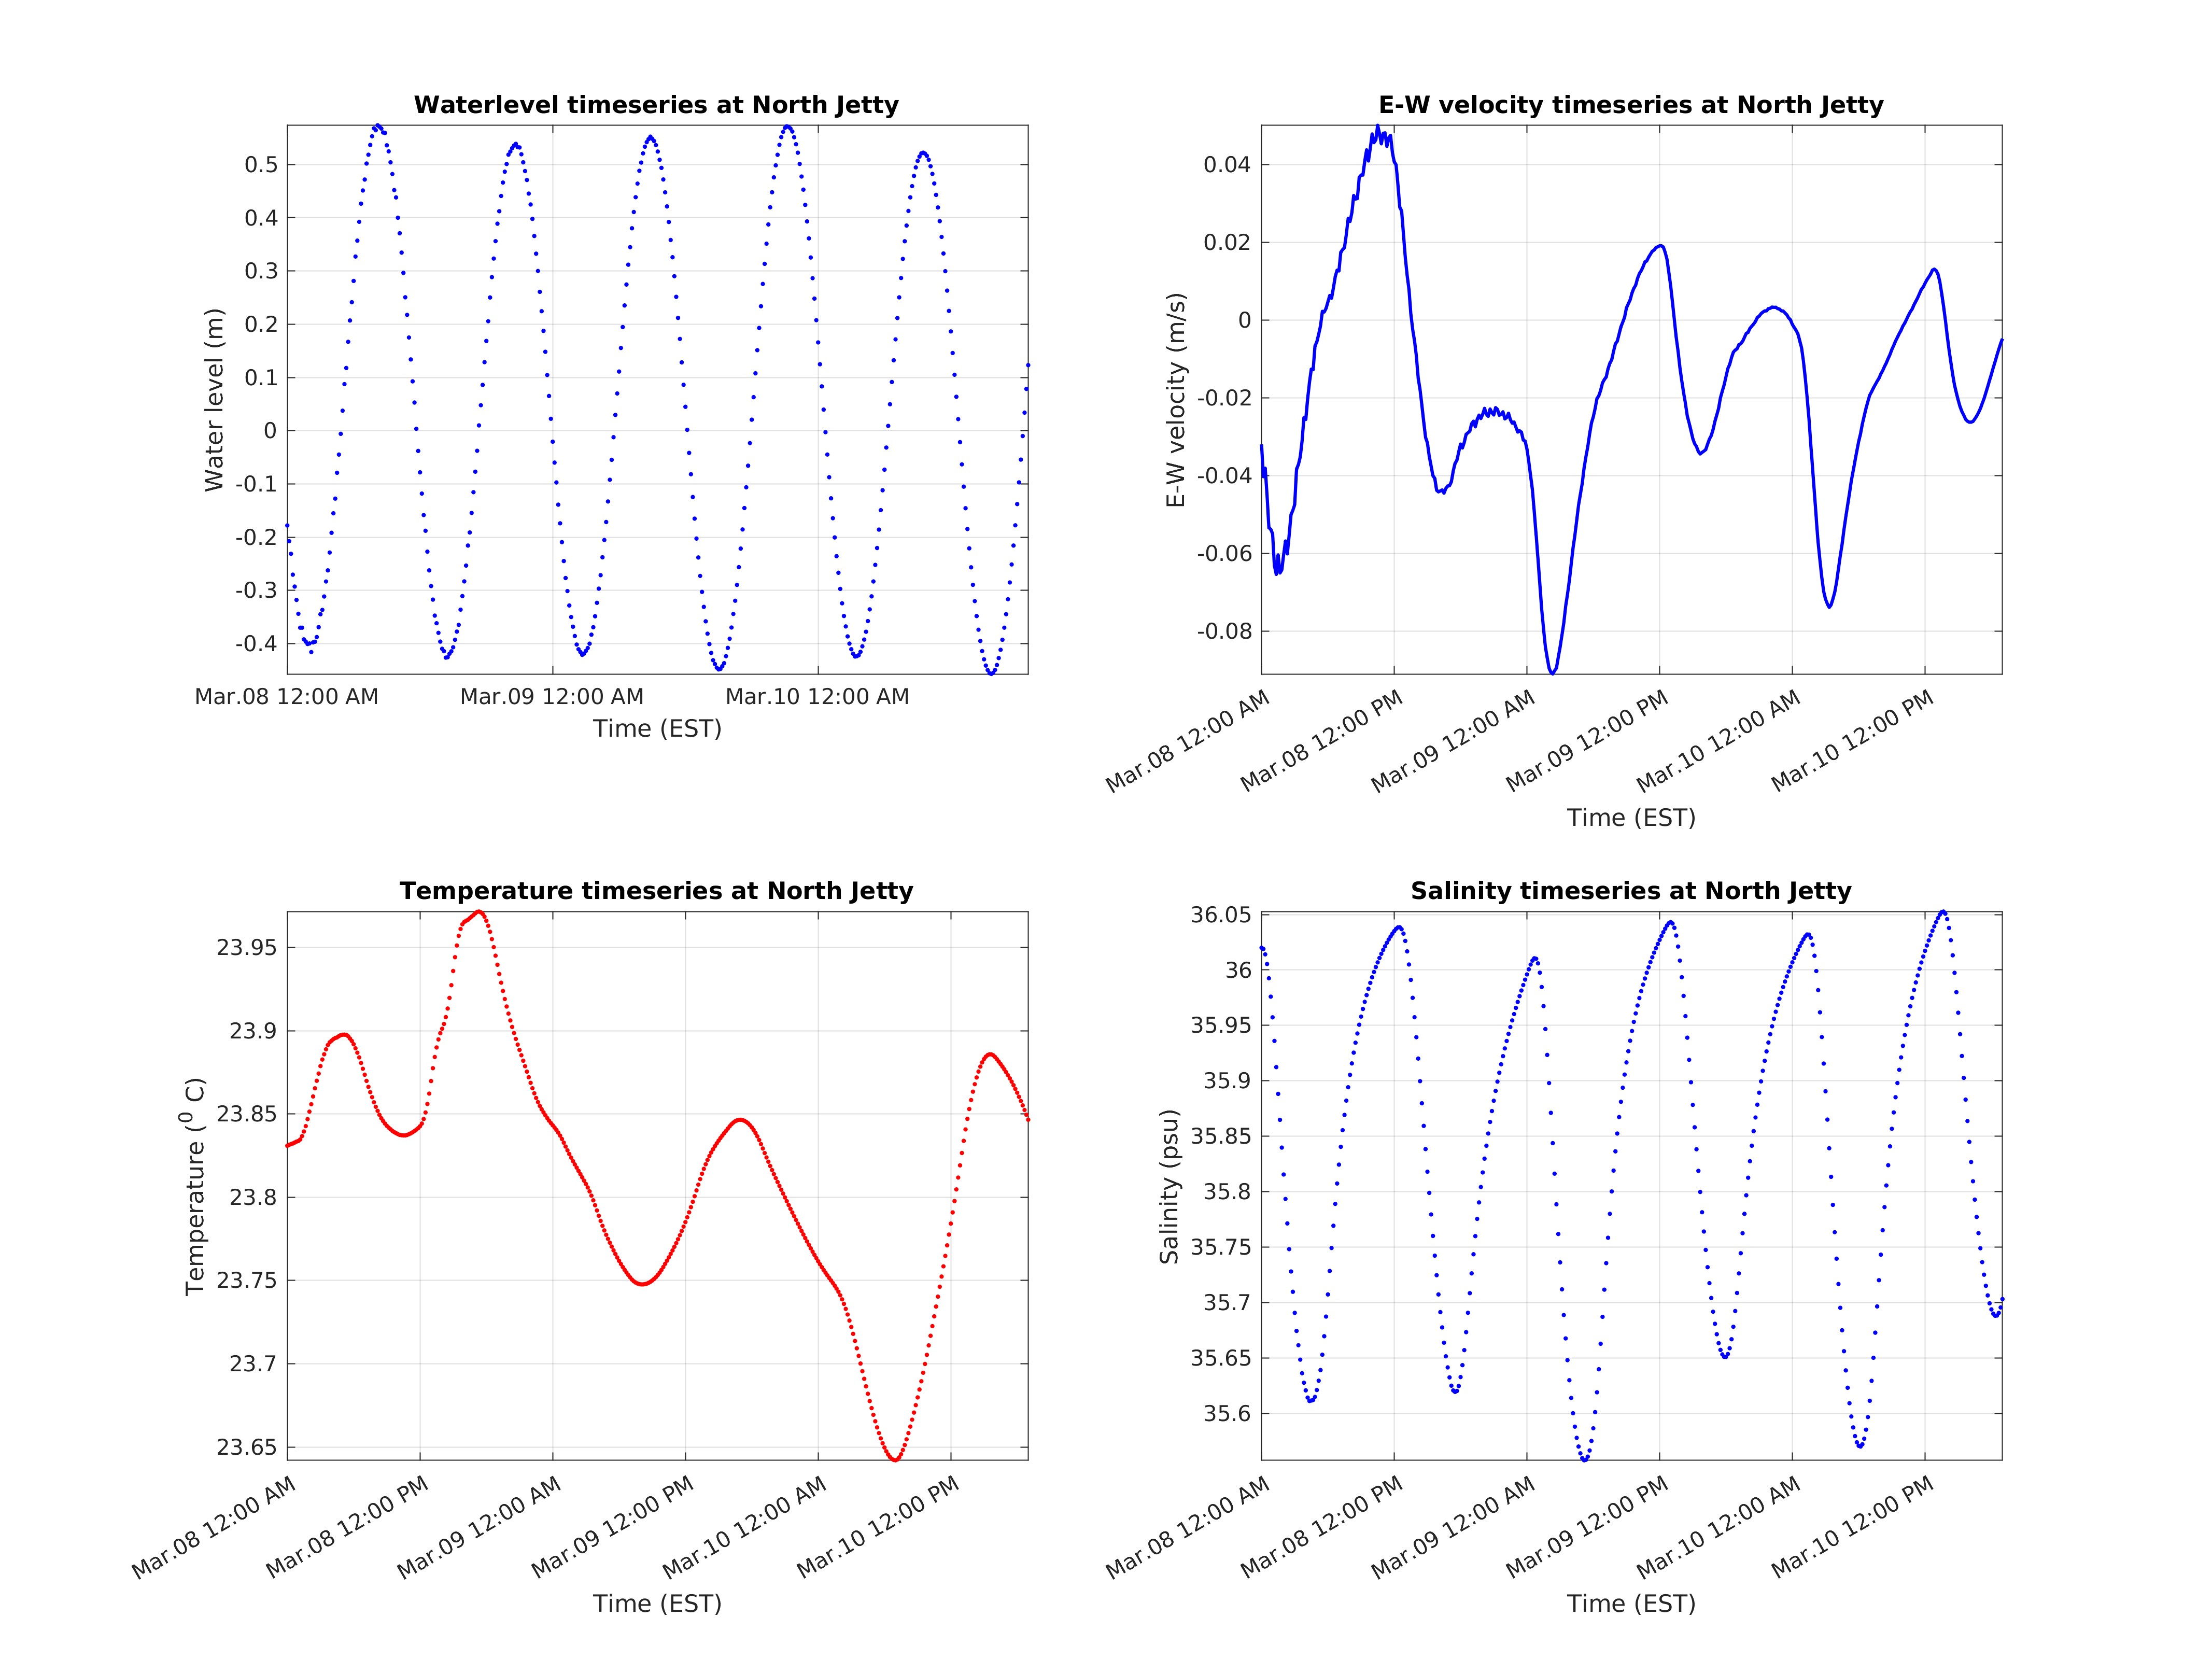 Waterlevel timeseries at North Jetty
Water level (m)
0.5
0.4
0.3
0.2
0.1
0
-0.1
-0.2
-0.3
-0.4
Mar.08 12:00 AM
Mar.09 12:00 AM
Mar.10 12:00 AM
Time (EST)
E-W velocity timeseries at North Jetty
E-W velocity (m/s)
0.04
0.02
0
-0.02
-0.04
-0.06
-0.08
Mar.08 12:00 AM
Mar.08 12:00 PM
Mar.09 12:00 AM
Mar.09 12:00 PM
Mar.10 12:00 AM
Mar.10 12:00 PM
Time (EST)
Temperature timeseries at North Jetty
Temperature (⁰ C)
23.95
23.9
23.85
23.8
23.75
23.7
23.65
Mar.08 12:00 AM
Mar.08 12:00 PM
Mar.09 12:00 AM
Mar.09 12:00 PM
Mar.10 12:00 AM
Mar.10 12:00 PM
Time (EST)
Salinity timeseries at North Jetty
Salinity (psu)
36.05
36
35.95
35.9
35.85
35.8
35.75
35.7
35.65
35.6
Mar.08 12:00 AM
Mar.08 12:00 PM
Mar.09 12:00 AM
Mar.09 12:00 PM
Mar.10 12:00 AM
Mar.10 12:00 PM
Time (EST)